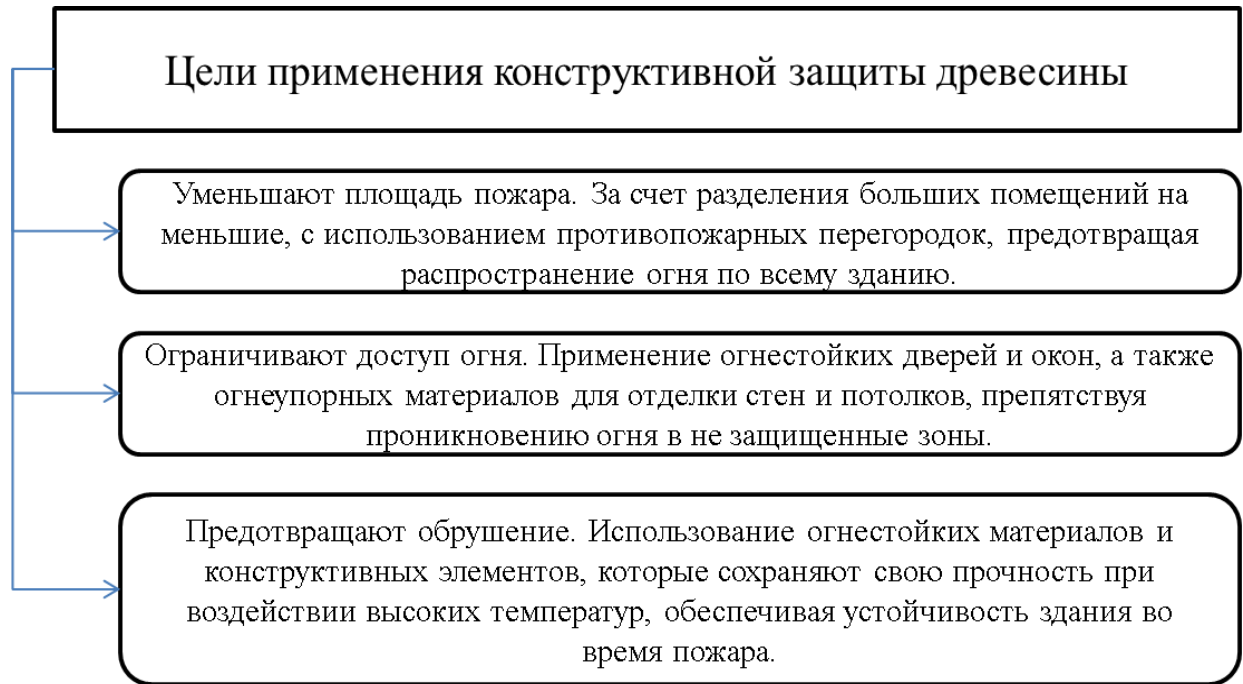 Цели применения конструктивной защиты древесины
Уменьшают площадь пожара. За счет разделения больших помещений на
меньшие, с использованием противопожарных перегородок, предотвращая
распространение огня по всему зданию.
Ограничивают доступ огня. Применение огнестойких дверей и окон, а также
огнеупорных материалов для отделки стен и потолков, препятствуя
проникновению огня в не защищенные зоны.
Предотвращают обрушение. Использование огнестойких материалов и
конструктивных элементов, которые сохраняют свою прочность при
воздействии высоких температур, обеспечивая устойчивость здания во
время пожара.